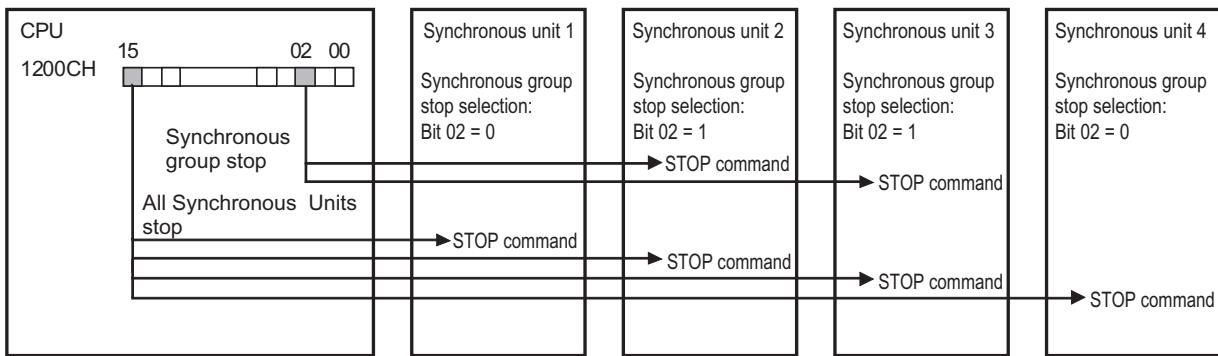 CPU
1200CH
15
02 00
Synchronous
group stop
All Synchronous Units
stop
Synchronous unit 1
Synchronous group
stop selection:
Bit 02 = 0
STOP command
Synchronous unit 2
Synchronous group
stop selection:
Bit 02 = 1
STOP command
STOP command
Synchronous unit 3
Synchronous group
stop selection:
Bit 02 = 1
STOP command
STOP command
Synchronous unit 4
Synchronous group
stop selection:
Bit 02 = 0
STOP command